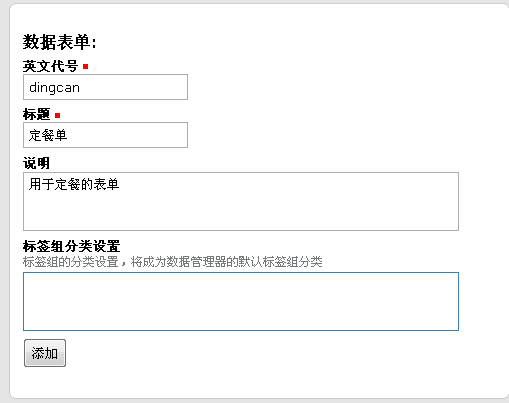 数据表单:
英文代号
dingcan
标题
定餐单
说明
用于定餐的表单
标签组分类设置
标签组的分类设置，将成为数据管理器的默认标签组分类
添加